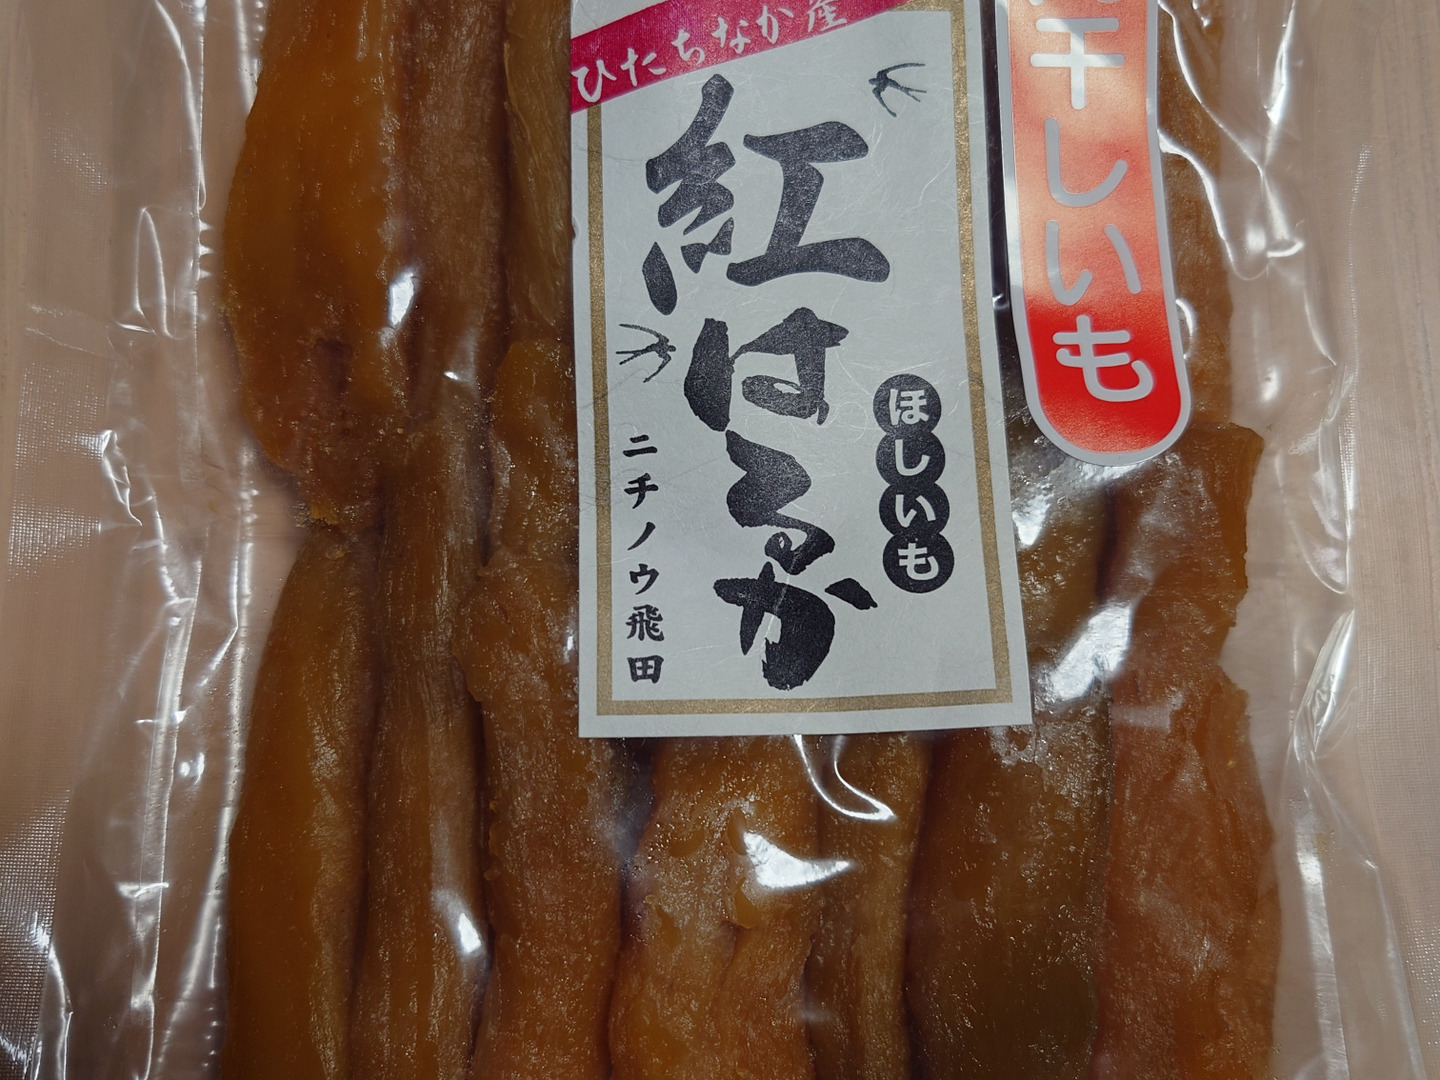 ひたちなか産
紅はるか
ほしいも
ニチノウ飛田
干しいも